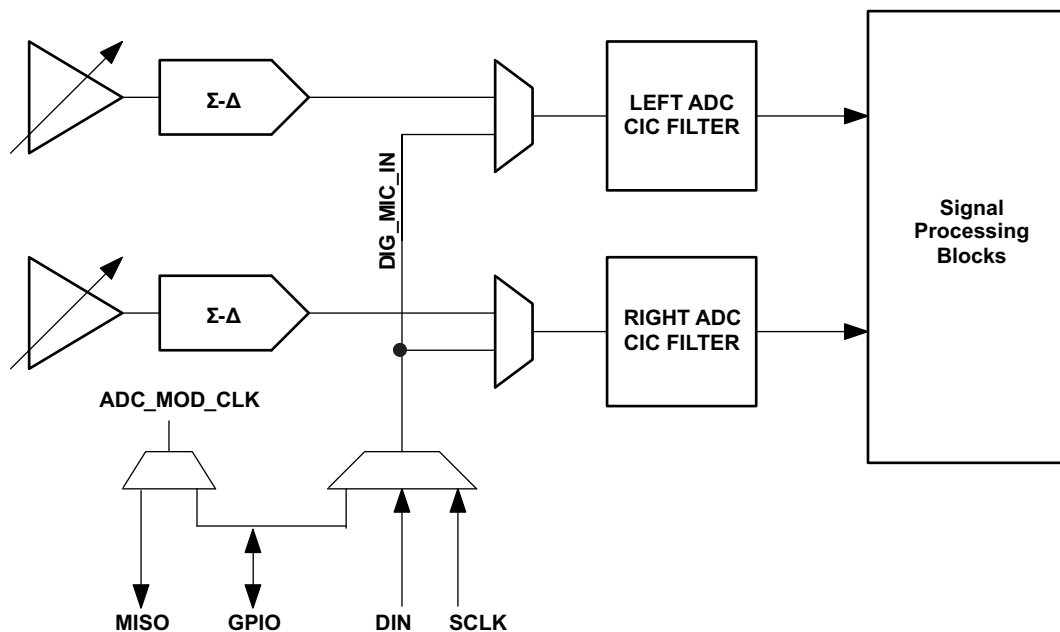 Σ-Δ
LEFT ADC
CIC FILTER
DIG_MIC_IN
Signal
Processing
Blocks
Σ-Δ
RIGHT ADC
CIC FILTER
ADC_MOD_CLK
MISO
GPIO
DIN
SCLK